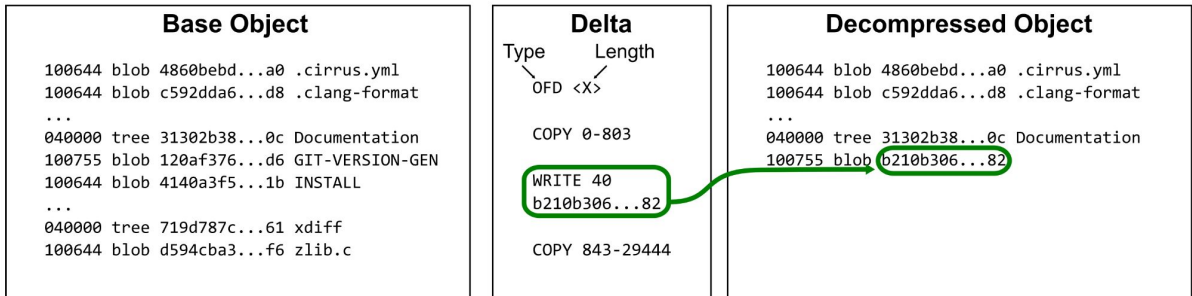 Base Object
100644 blob 4860bebd...a0 .cirrus.yml
100644 blob c592dda6...d8 .clang-format
...
040000 tree 31302b38...0c Documentation
100755 blob 120af376...d6 GIT-VERSION-GEN
100644 blob 4140a3f5...1b INSTALL
...
040000 tree 719d787c...61 xdiff
100644 blob d594cba3...f6 zlib.c
Delta
Type Length
OFD <X>
COPY 0-803
WRITE 40
b210b306...82
COPY 843-29444
Decompressed Object
100644 blob 4860bebd...a0 .cirrus.yml
100644 blob c592dda6...d8 .clang-format
...
040000 tree 31302b38...0c Documentation
100755 blob b210b306...82